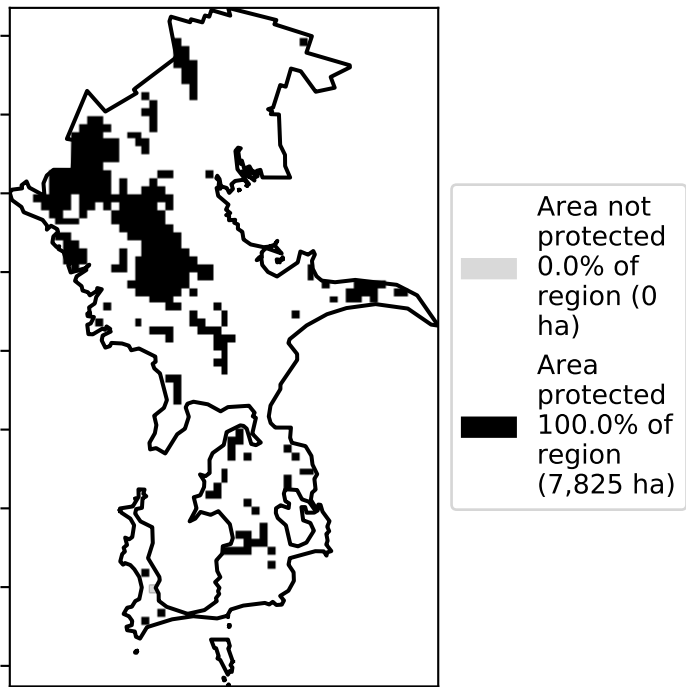 Area not
protected
0.0% of
region (0
ha)
Area
protected
100.0% of
region
(7,825 ha)